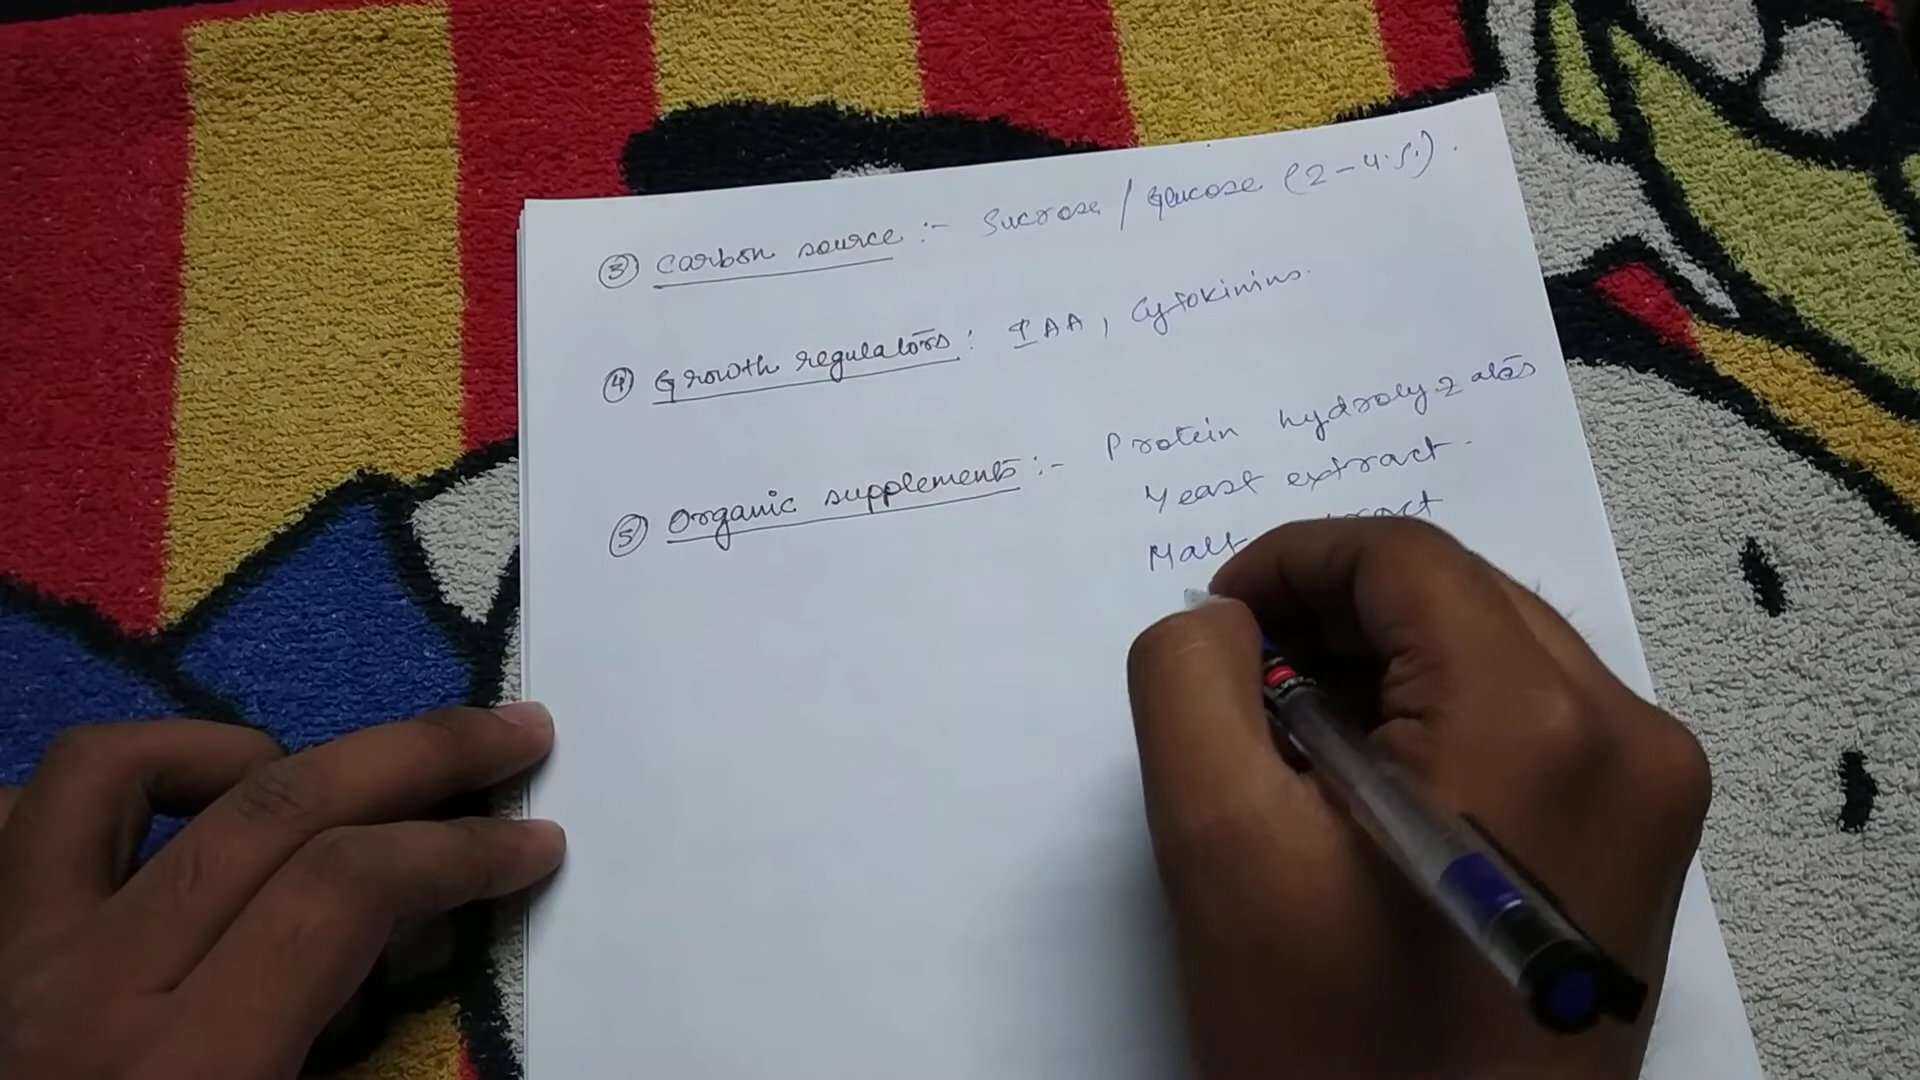 ③ Carbon source :- Sucrose / Glucose (2-4%).
④ Growth regulators : IAA, Cytokinins.
⑤ Organic supplements :- Protein hydrolyzates
Yeast extract.
Malt